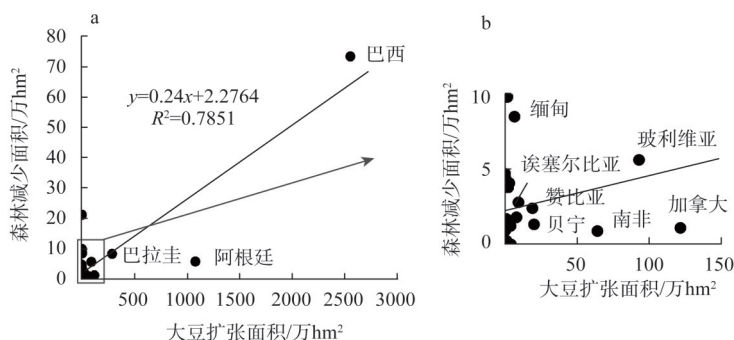 a
80
70
60
50
40
30
20
10
0
森林减少面积/万hm²
y=0.24x+2.2764
R²=0.7851
巴西
巴拉圭
阿根廷
500 1000 1500 2000 2500 3000
大豆扩张面积/万hm²
b
10
5
0
森林减少面积/万hm²
缅甸
玻利维亚
诶塞尔比亚
赞比亚
贝宁
南非
加拿大
50 100 150
大豆扩张面积/万hm²